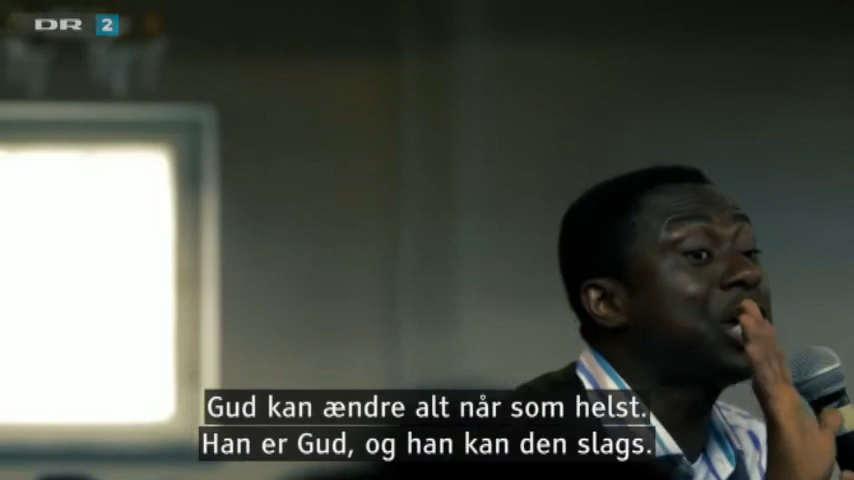 DR 2
Gud kan ændre alt når som helst.
Han er Gud, og han kan den slags.